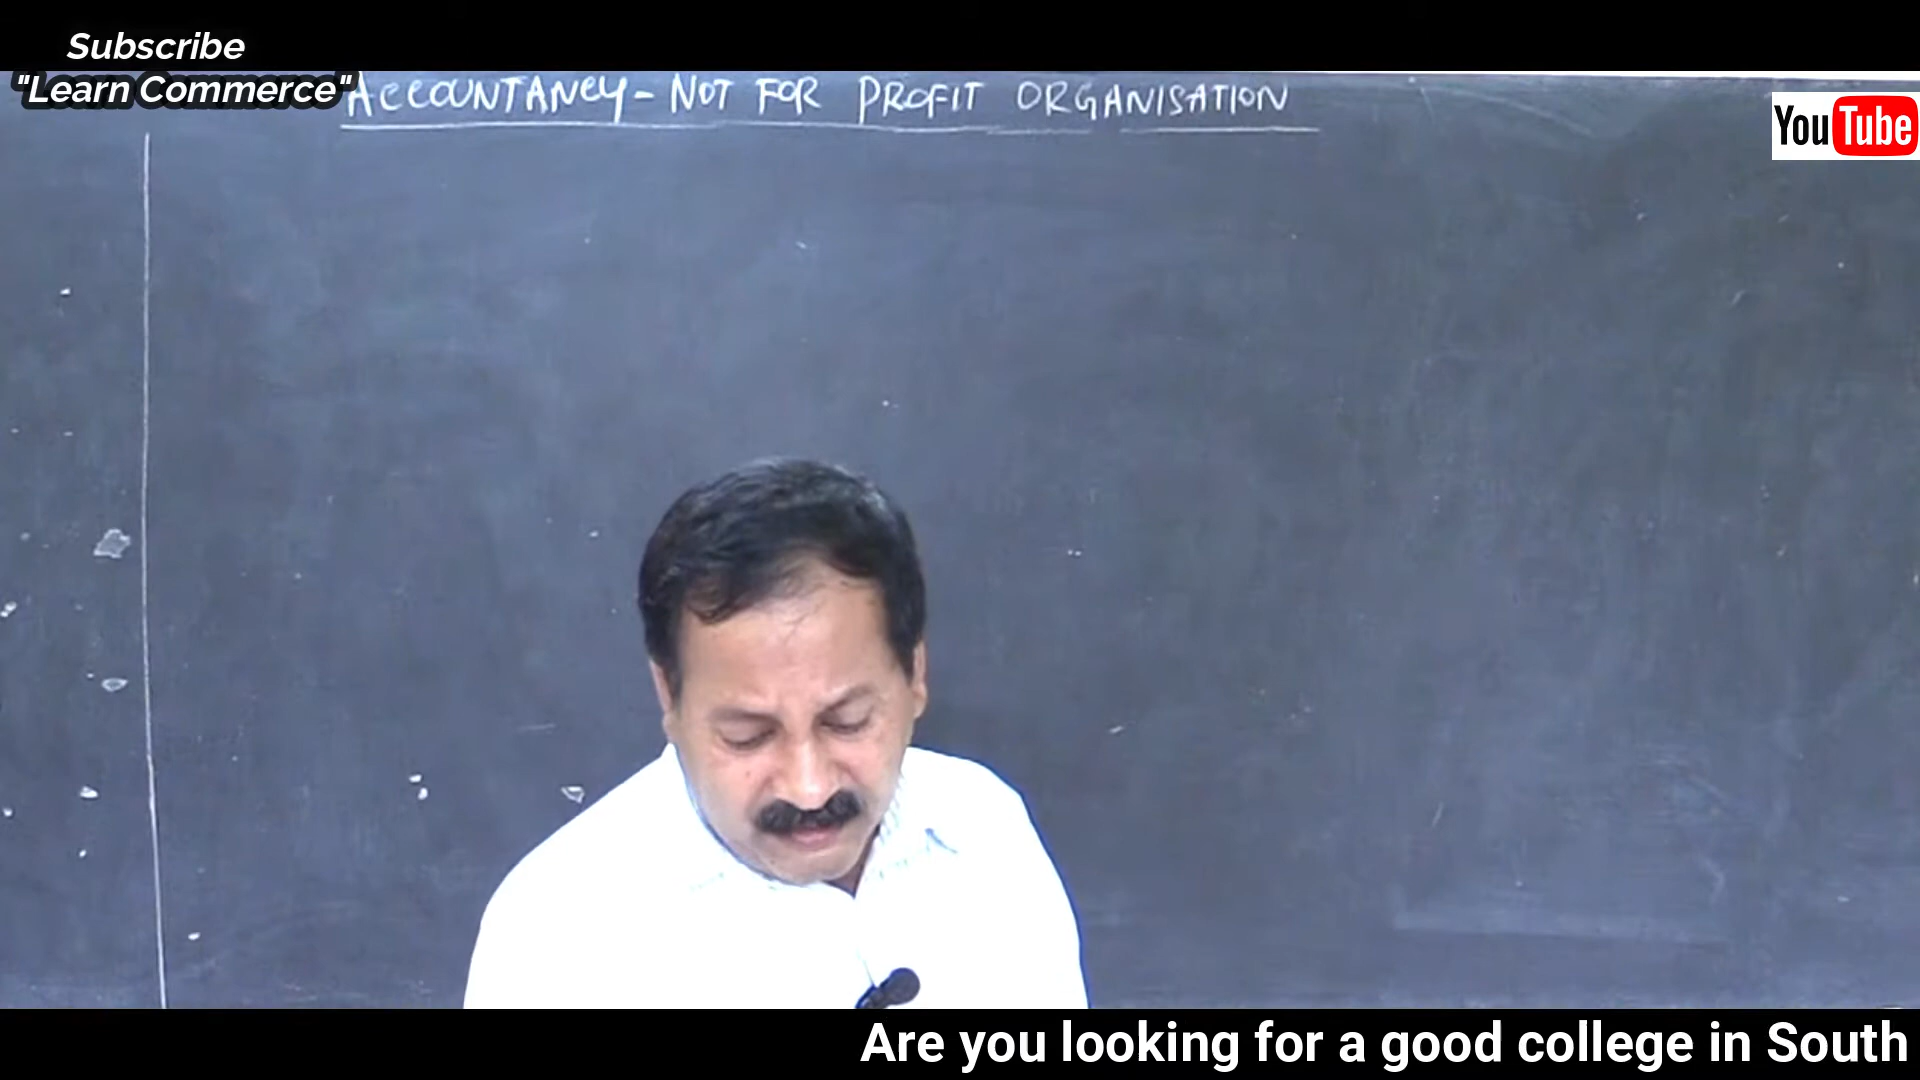 Subscribe
"Learn Commerce"
ACCOUNTANCY - NOT FOR PROFIT ORGANISATION
YouTube
Are you looking for a good college in South